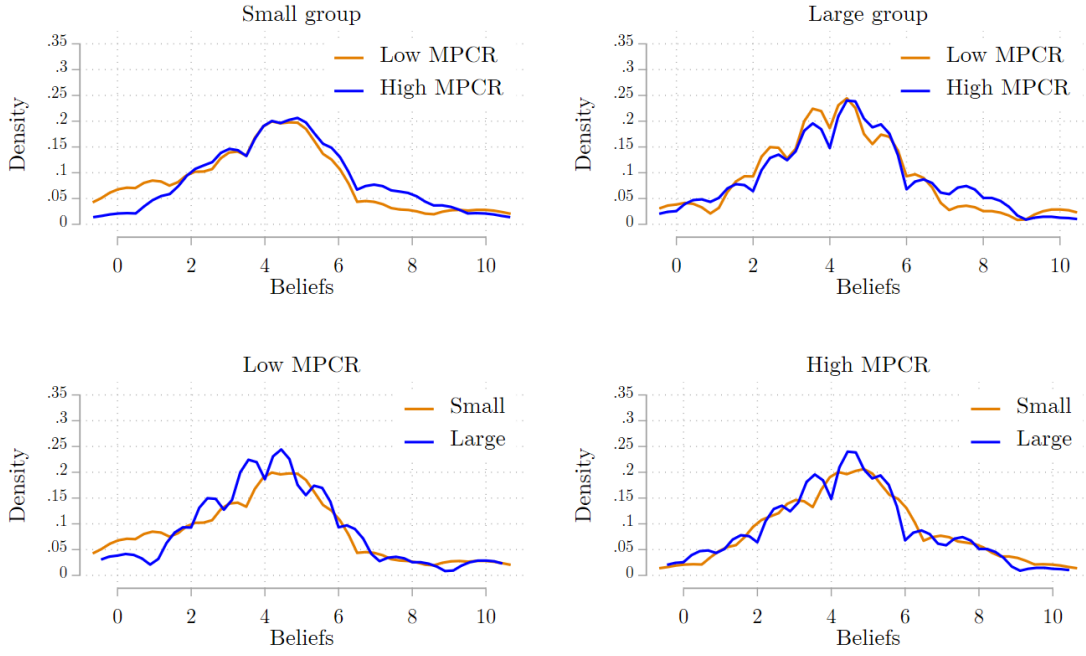 Small group
.35
.3
.25
.2
.15
.1
.05
0
Density
Low MPCR
High MPCR
0 2 4 6 8 10
Beliefs
Large group
.35
.3
.25
.2
.15
.1
.05
0
Density
Low MPCR
High MPCR
0 2 4 6 8 10
Beliefs
Low MPCR
.35
.3
.25
.2
.15
.1
.05
0
Density
Small
Large
0 2 4 6 8 10
Beliefs
High MPCR
.35
.3
.25
.2
.15
.1
.05
0
Density
Small
Large
0 2 4 6 8 10
Beliefs